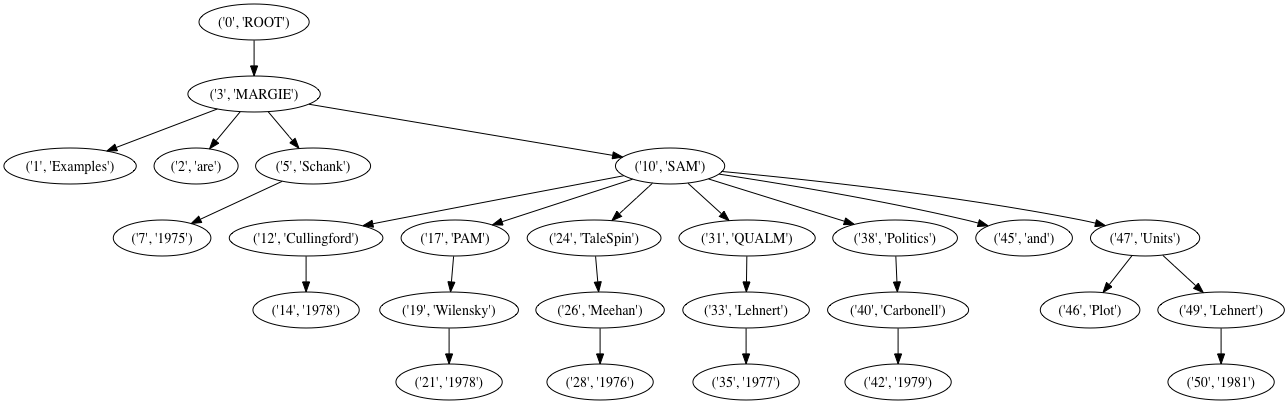 ('0', 'ROOT')
('3', 'MARGIE')
('1', 'Examples') ('2', 'are') ('5', 'Schank') ('10', 'SAM')
('7', '1975') ('12', 'Cullingford') ('17', 'PAM') ('24', 'TaleSpin') ('31', 'QUALM') ('38', 'Politics') ('45', 'and') ('47', 'Units')
('14', '1978') ('19', 'Wilensky') ('26', 'Meehan') ('33', 'Lehnert') ('40', 'Carbonell') ('46', 'Plot') ('49', 'Lehnert')
('21', '1978') ('28', '1976') ('35', '1977') ('42', '1979') ('50', '1981')